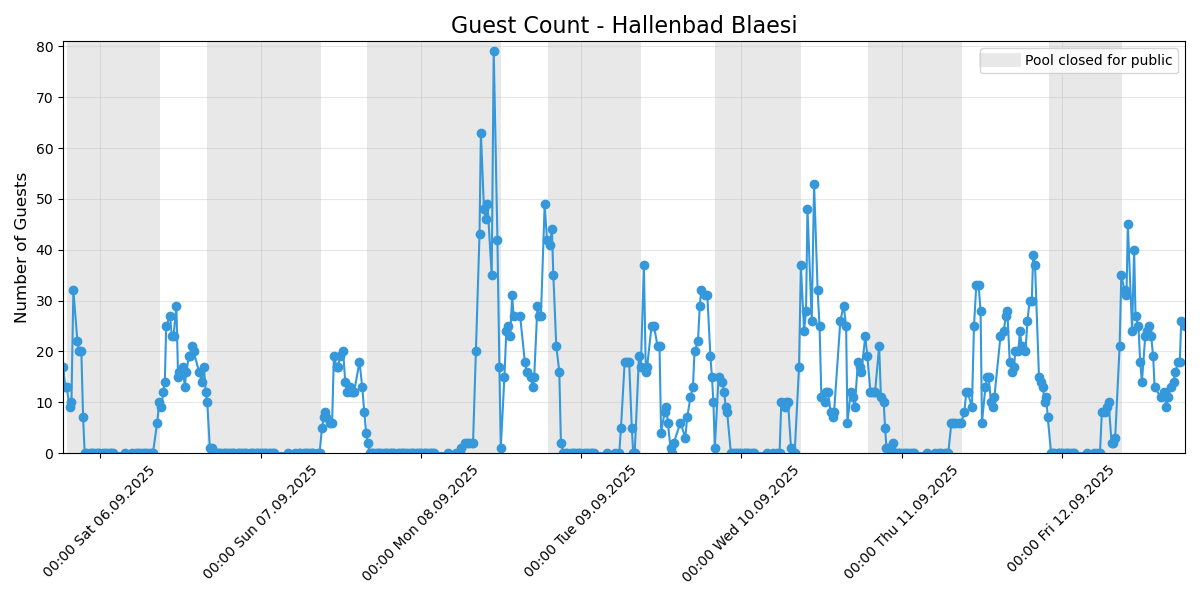 Guest Count - Hallenbad Blaesi
Pool closed for public
Number of Guests
80
70
60
50
40
30
20
10
0
00:00 Sat 06.09.2025
00:00 Sun 07.09.2025
00:00 Mon 08.09.2025
00:00 Tue 09.09.2025
00:00 Wed 10.09.2025
00:00 Thu 11.09.2025
00:00 Fri 12.09.2025